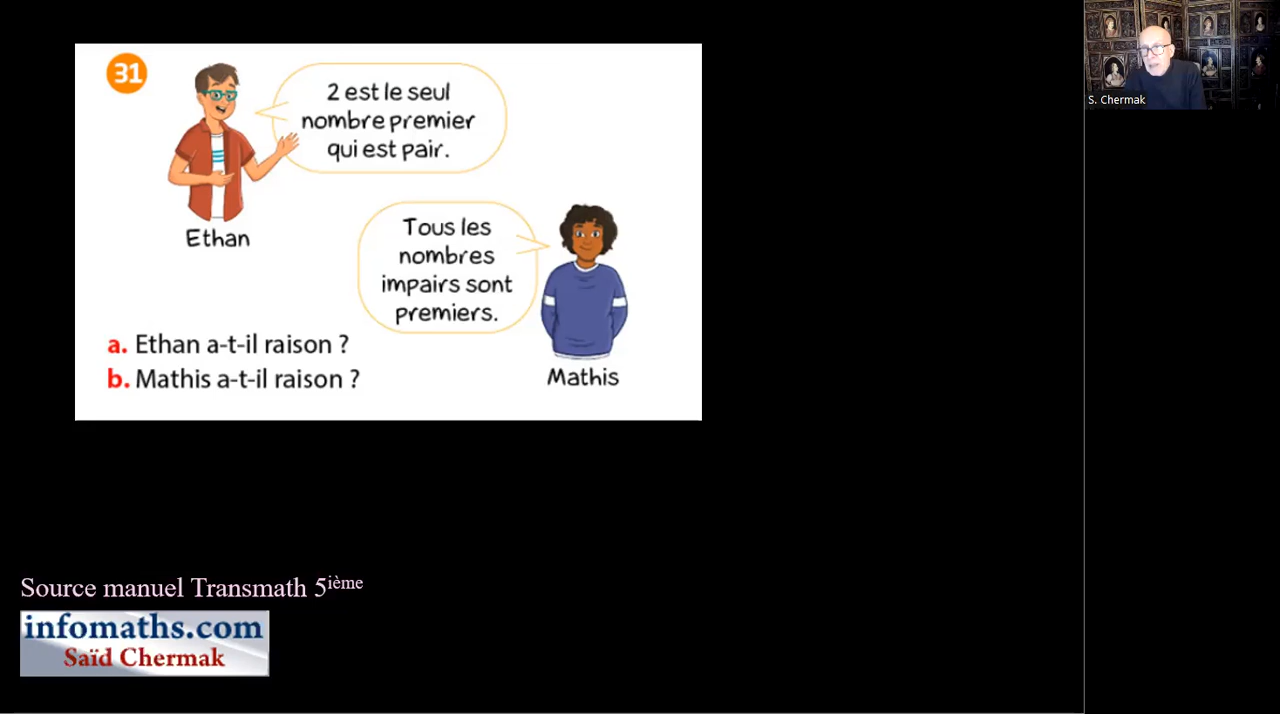 31
2 est le seul
nombre premier
qui est pair.
Ethan
Tous les
nombres
impairs sont
premiers.
Mathis
a. Ethan a-t-il raison ?
b. Mathis a-t-il raison ?
Source manuel Transmath 5ième
infomaths.com
Saïd Chermak
S. Chermak